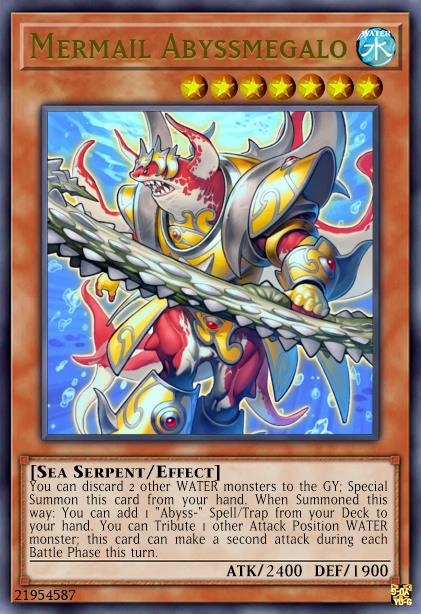 MERMAIL ABYSSMEGALO
WATER
水
[SEA SERPENT/EFFECT]
You can discard 2 other WATER monsters to the GY; Special
Summon this card from your hand. When Summoned this
way: You can add 1 "Abyss-" Spell/Trap from your Deck to
your hand. You can Tribute 1 other Attack Position WATER
monster; this card can make a second attack during each
Battle Phase this turn.
ATK/2400 DEF/1900
21954587